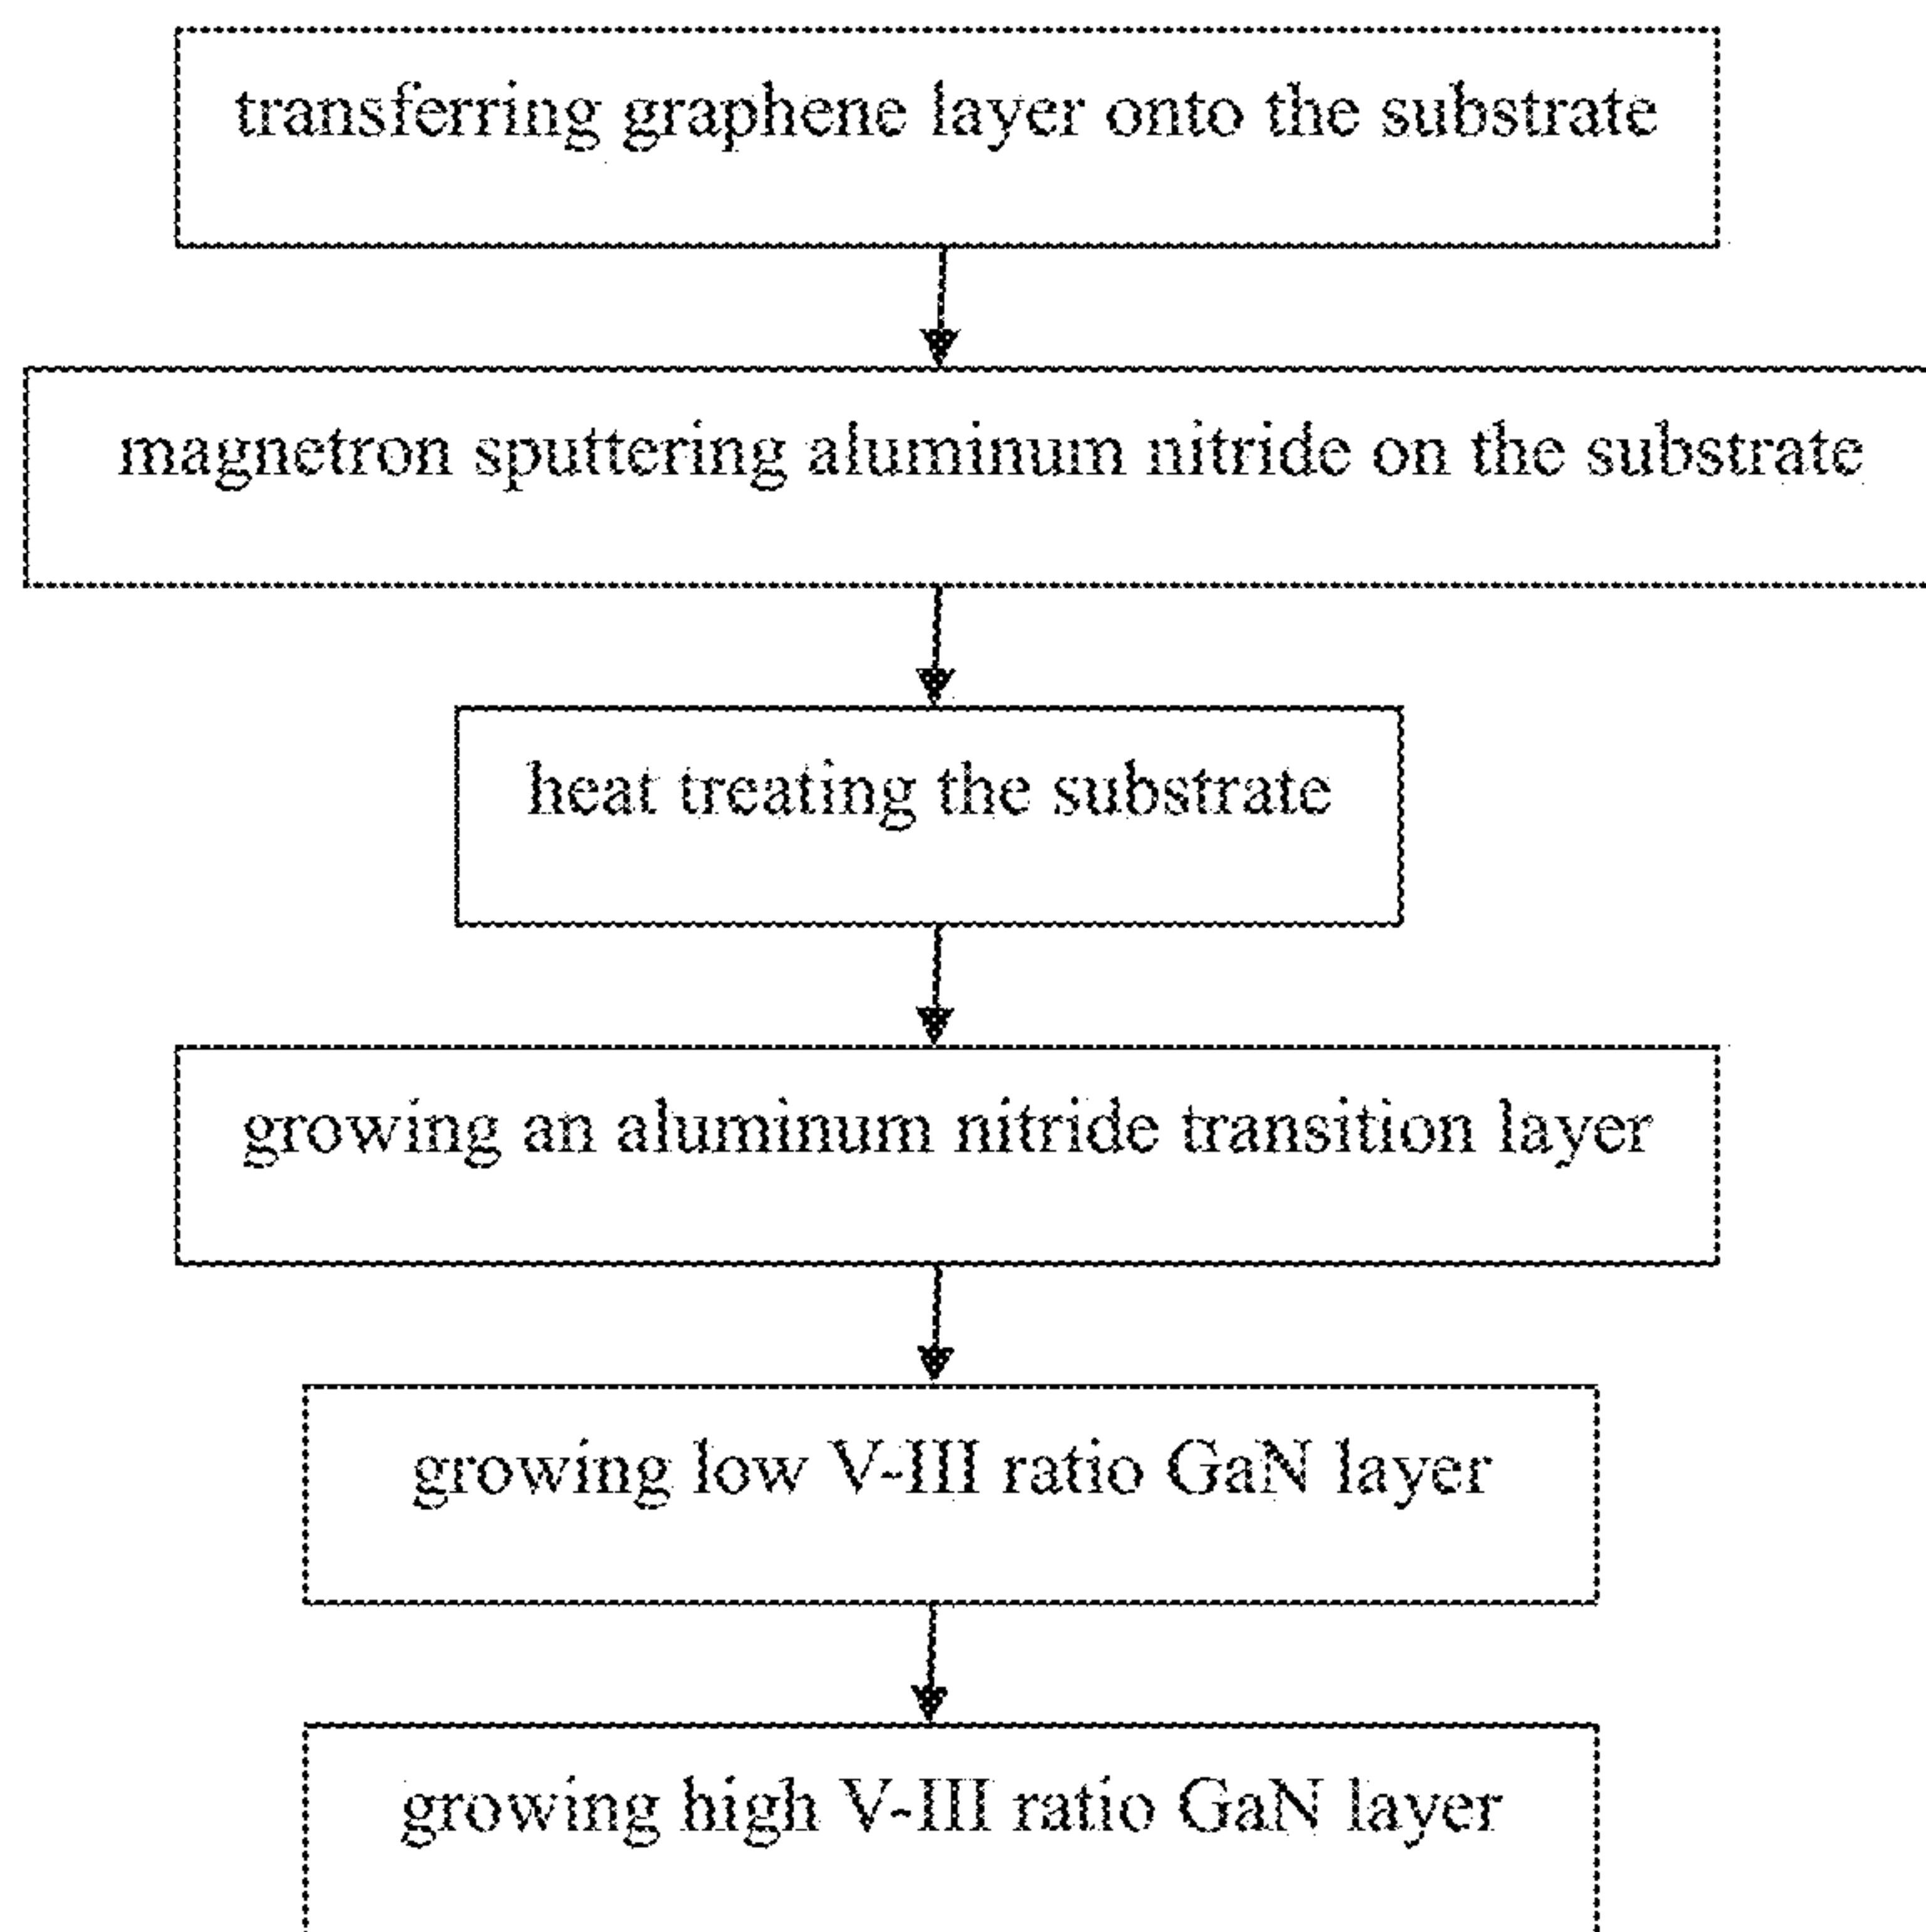 transferring graphene layer onto the substrate
magnetron sputtering aluminum nitride on the substrate
heat treating the substrate
growing an aluminum nitride transition layer
growing low V-III ratio GaN layer
growing high V-III ratio GaN layer